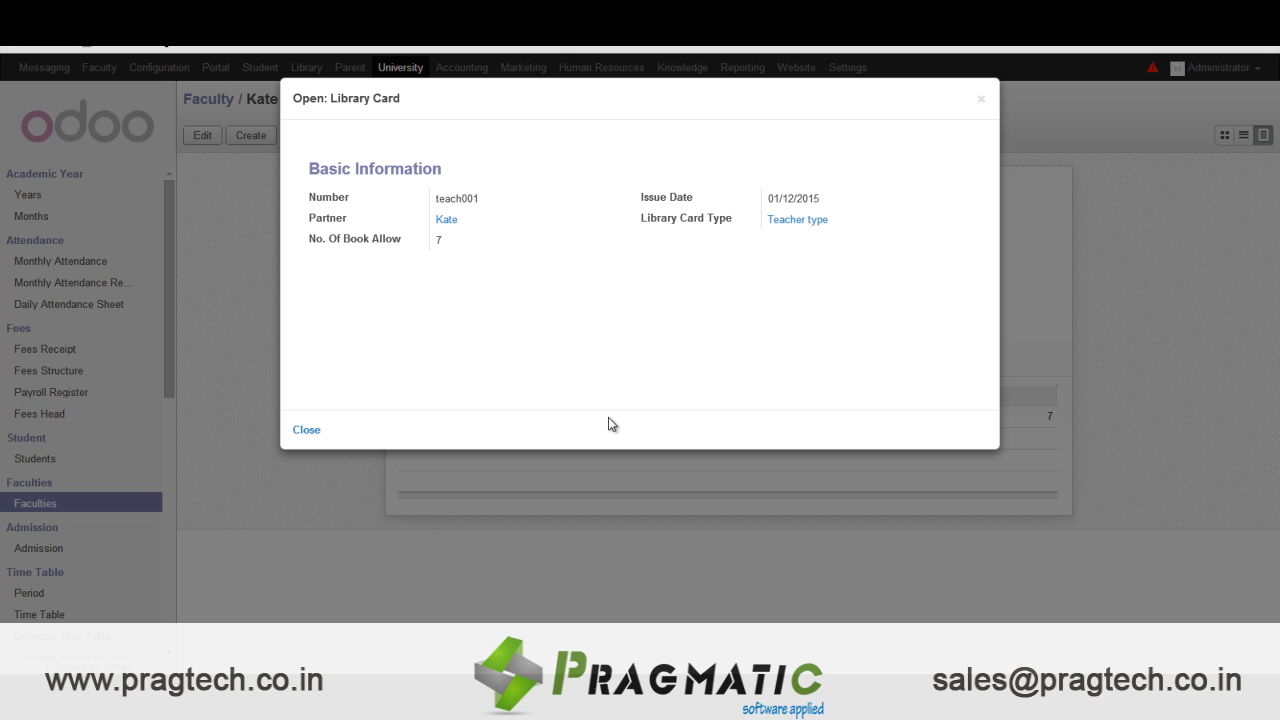 Messaging Faculty Configuration Portal Student Library Parent University Accounting Marketing Human Resources Knowledge Reporting Website Settings Administrator
odoo
Faculty / Kate
Edit Create
Open: Library Card ×
Basic Information
Number teach001 Issue Date 01/12/2015
Partner Kate Library Card Type Teacher type
No. Of Book Allow 7
Close
7
Academic Year
Years
Months
Attendance
Monthly Attendance
Monthly Attendance Re...
Daily Attendance Sheet
Fees
Fees Receipt
Fees Structure
Payroll Register
Fees Head
Student
Students
Faculties
Faculties
Admission
Admission
Time Table
Period
Time Table
www.pragtech.co.in
PRAGMATIC
software applied
sales@pragtech.co.in